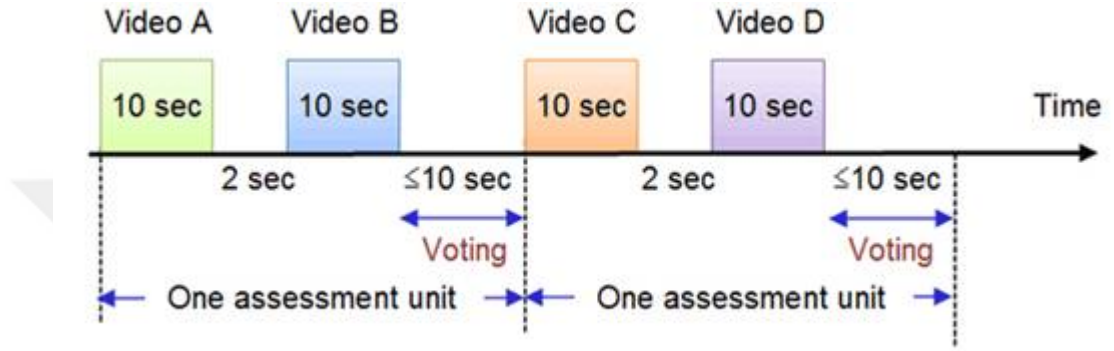 Video A Video B Video C Video D
10 sec 10 sec 10 sec 10 sec Time
2 sec ≤10 sec 2 sec ≤10 sec
Voting Voting
One assessment unit One assessment unit